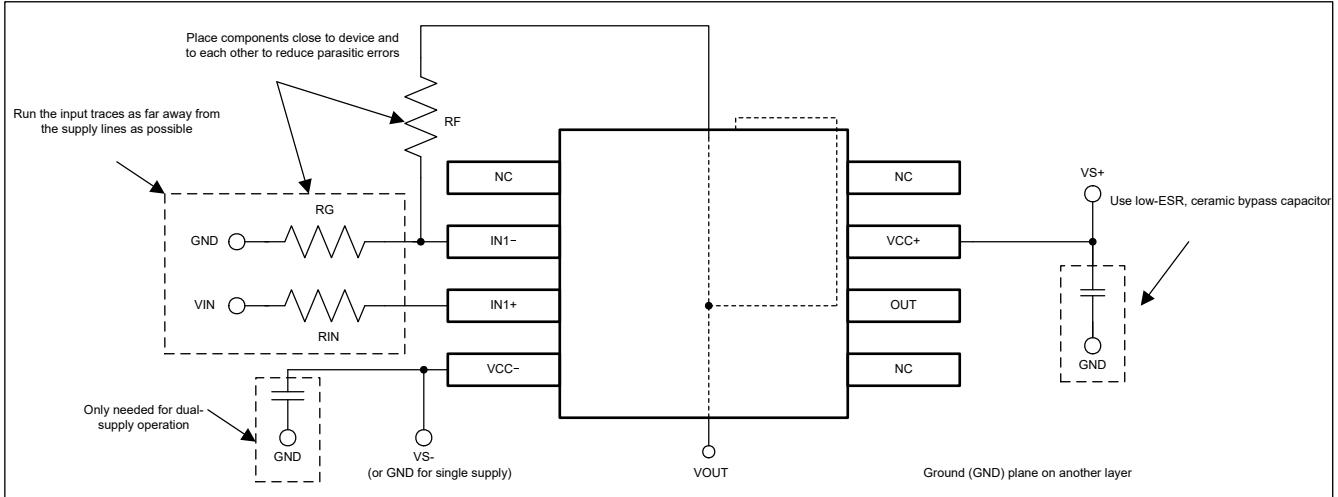 Place components close to device and
to each other to reduce parasitic errors
Run the input traces as far away from
the supply lines as possible
RF
NC
NC
VS+
Use low-ESR, ceramic bypass capacitor
RG
GND
IN1−
VCC+
VIN
IN1+
OUT
RIN
GND
VCC−
NC
Only needed for dual-
supply operation
GND
VS-
(or GND for single supply)
VOUT
Ground (GND) plane on another layer